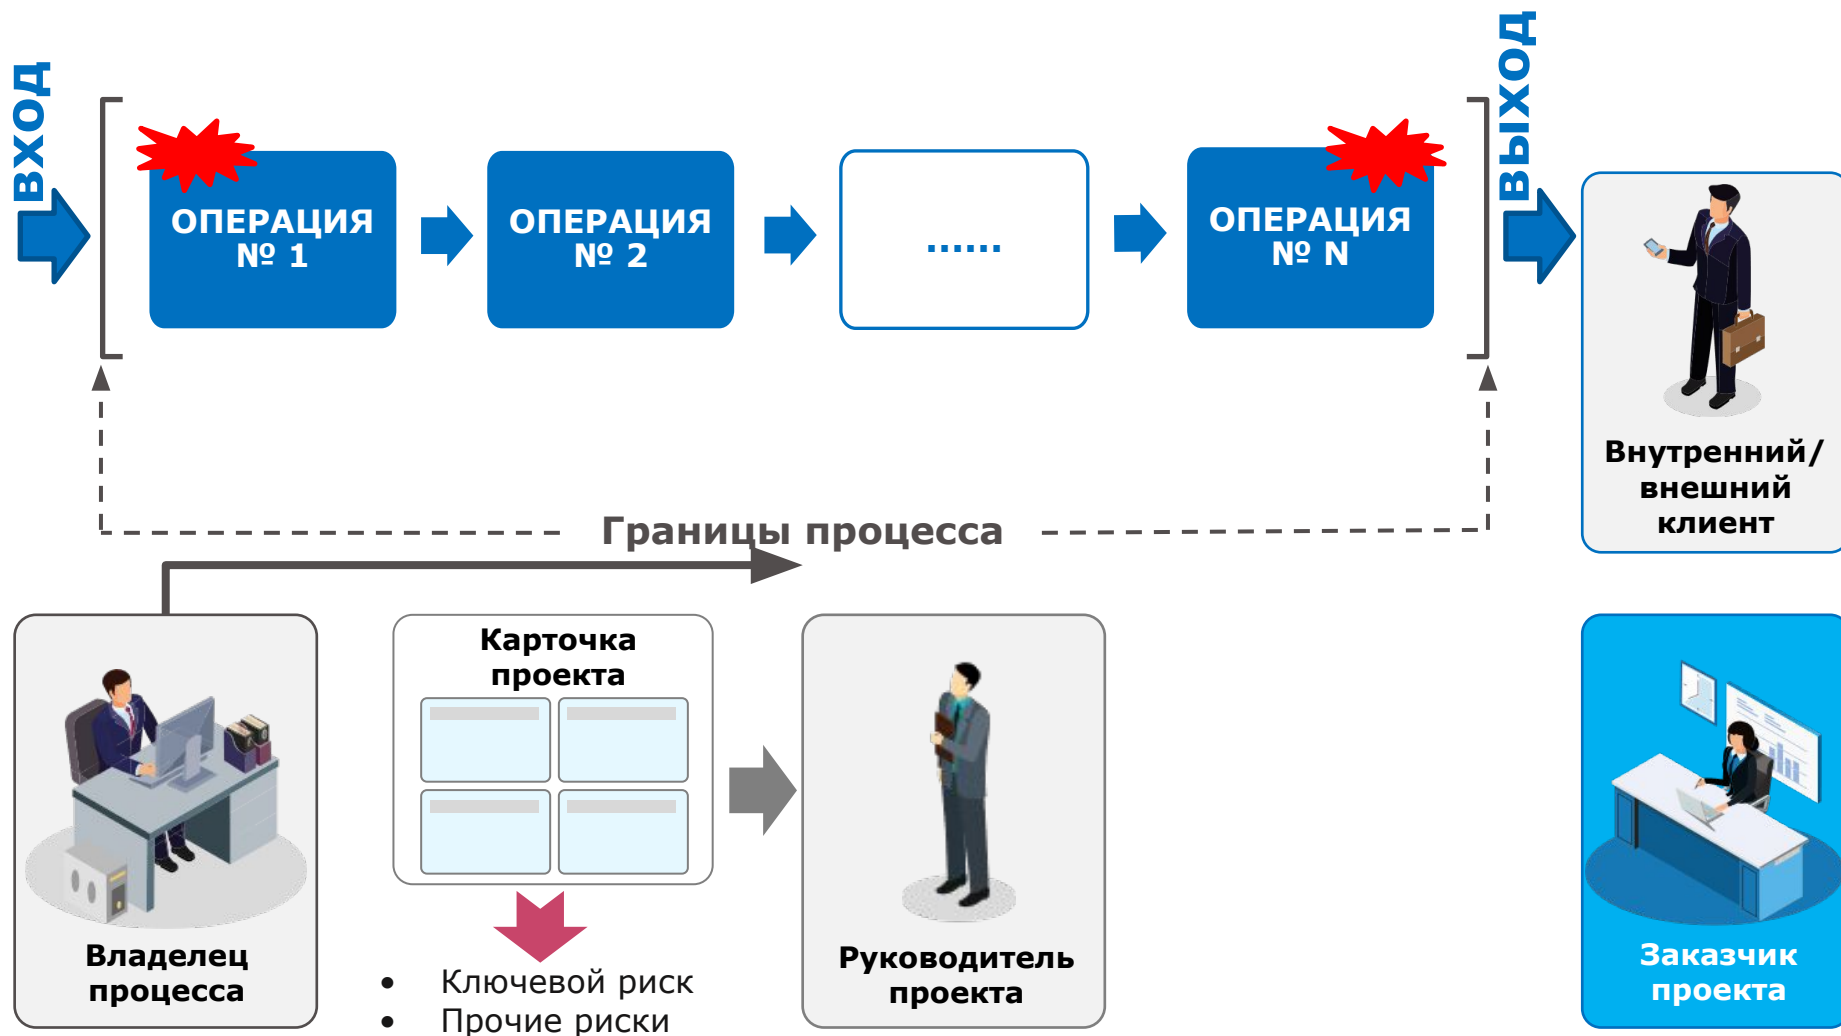 ВХОД
ВЫХОД
ОПЕРАЦИЯ
№ 1
ОПЕРАЦИЯ
№ 2
......
ОПЕРАЦИЯ
№ N
Внутренний/
внешний
клиент
Границы процесса
Владелец
процесса
Карточка
проекта
• Ключевой риск
• Прочие риски
Руководитель
проекта
Заказчик
проекта